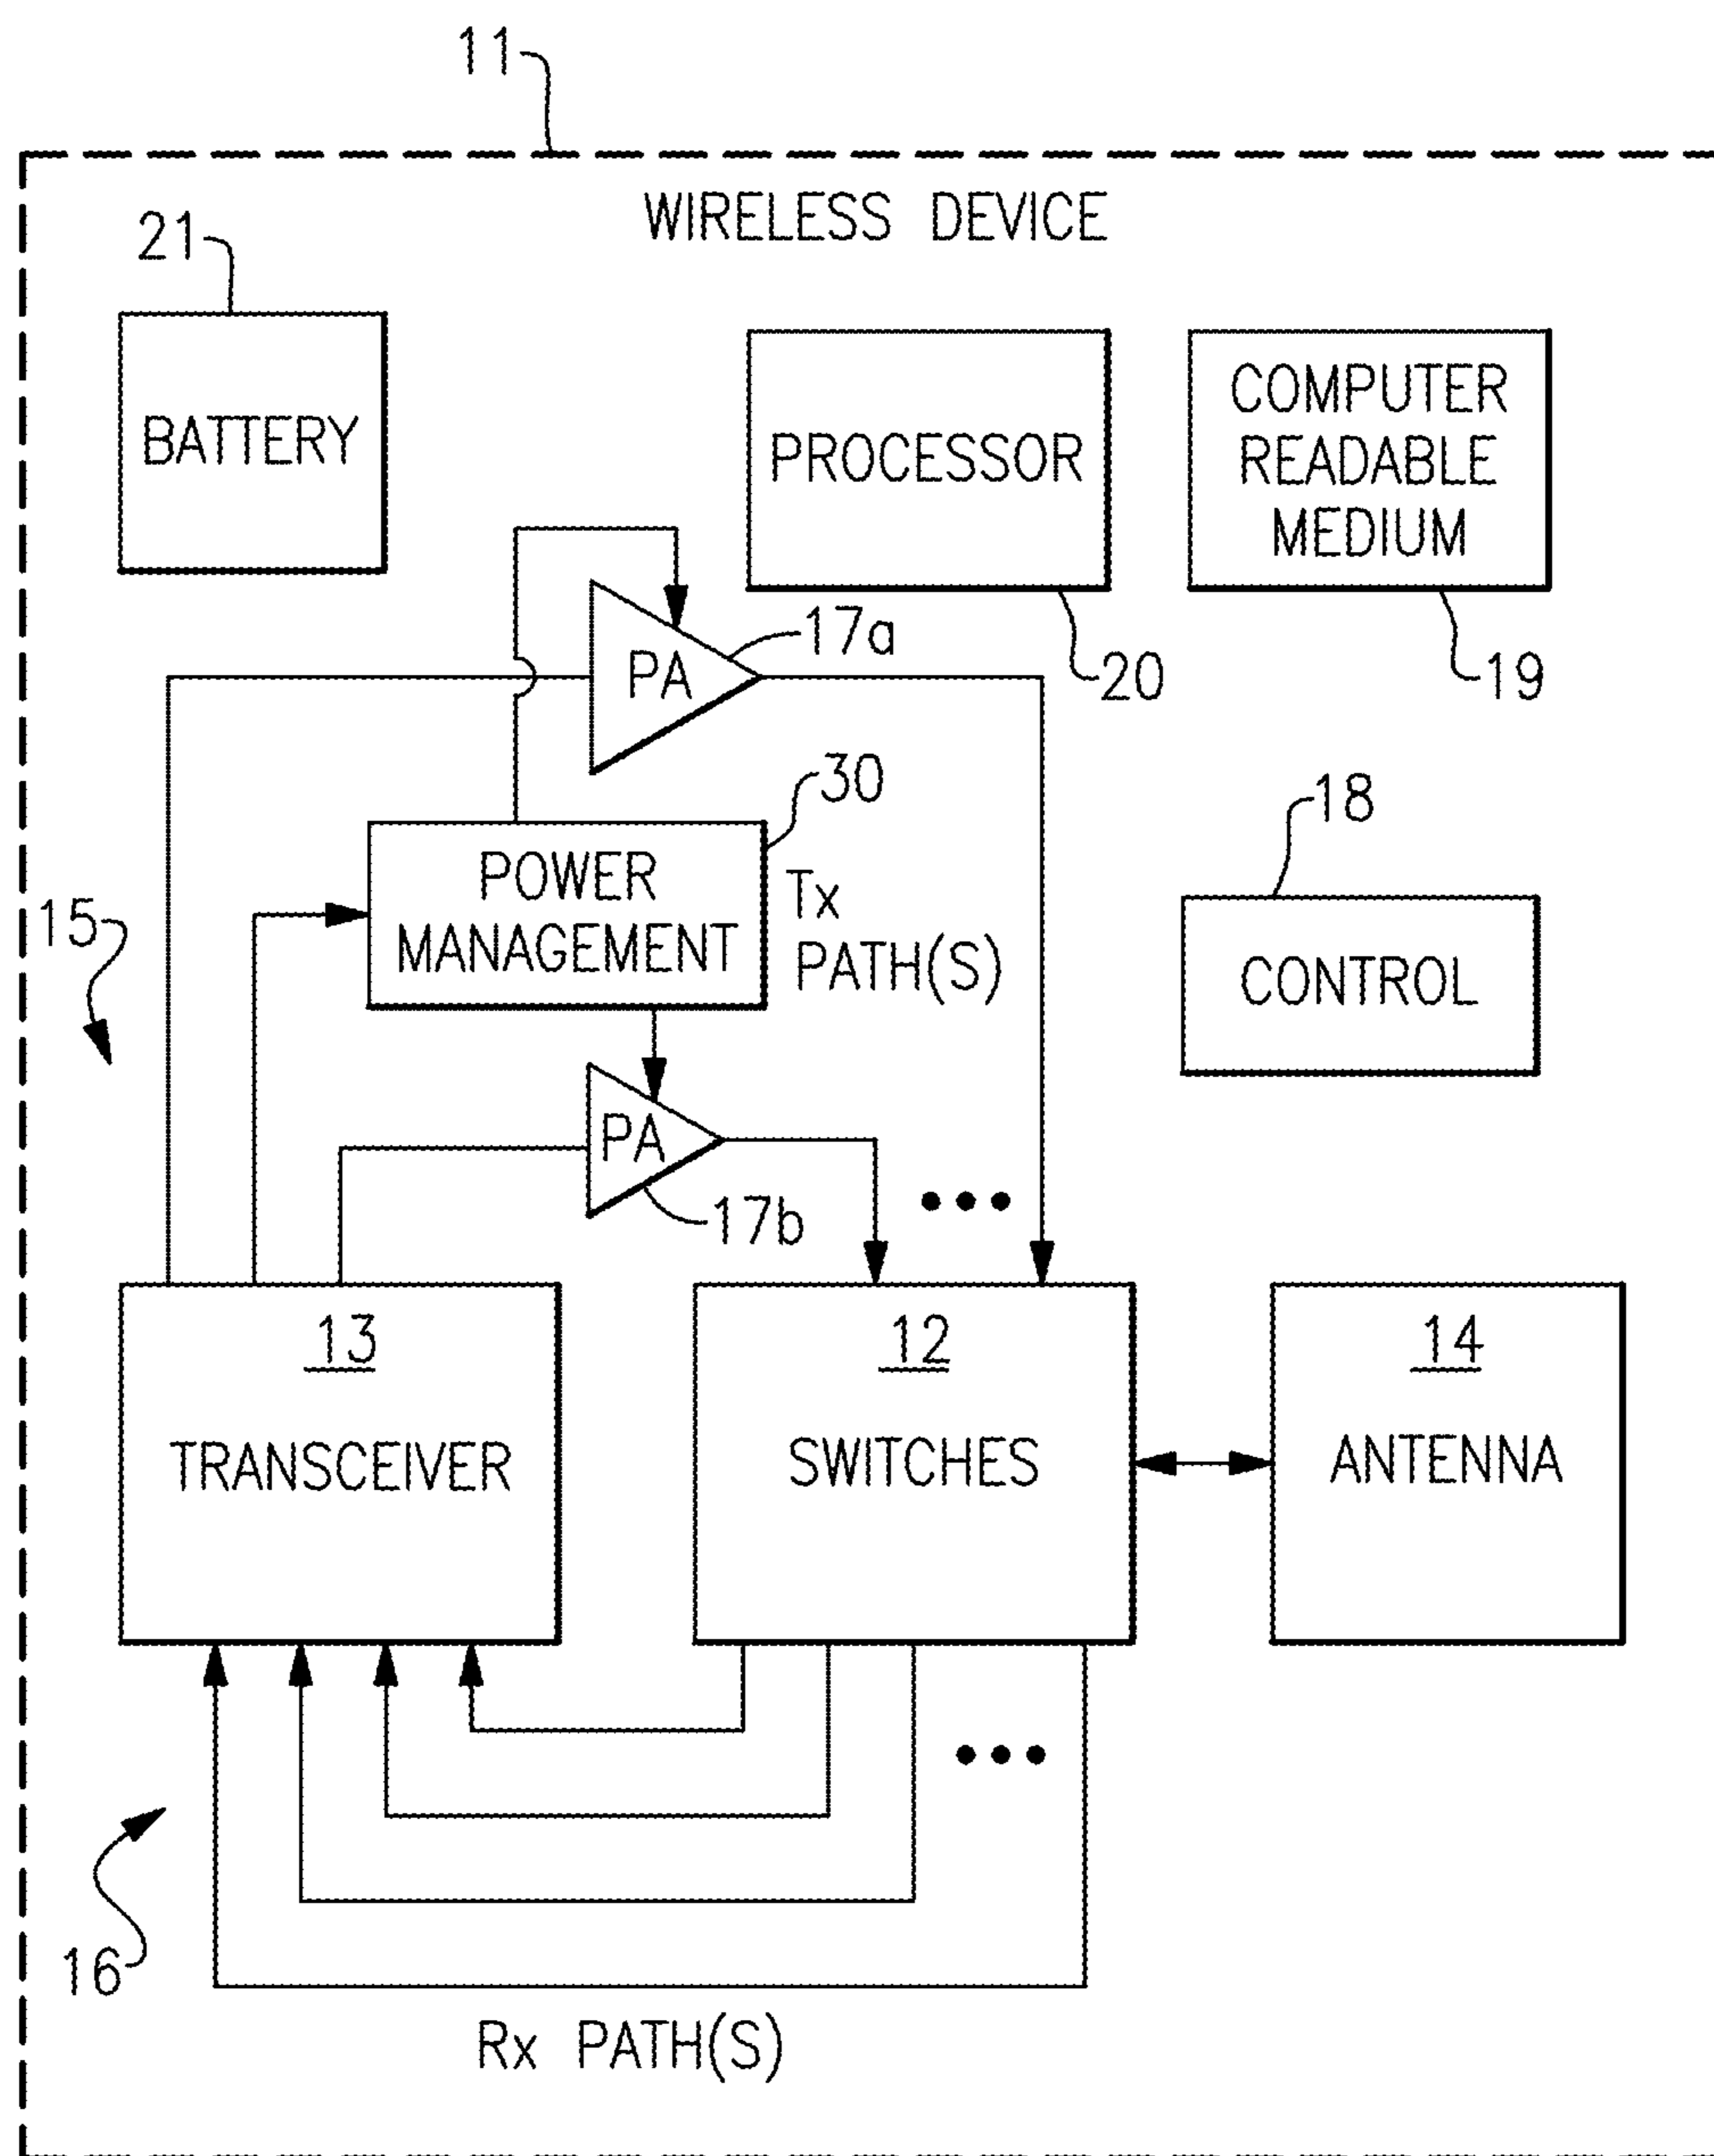 11
WIRELESS DEVICE
21
BATTERY
PROCESSOR
COMPUTER
READABLE
MEDIUM
17a
PA
20
19
30
18
POWER
MANAGEMENT
Tx
PATH(S)
15
CONTROL
PA
17b
13
TRANSCEIVER
12
SWITCHES
14
ANTENNA
16
Rx PATH(S)